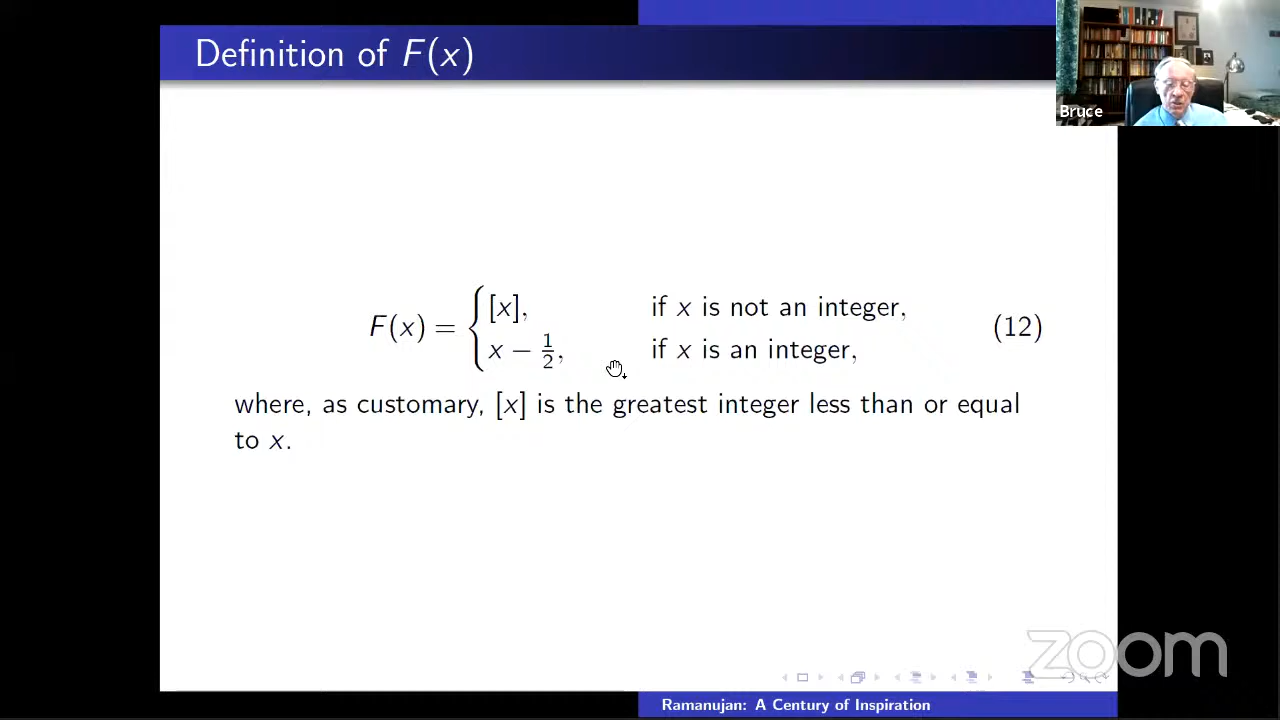 Definition of F(x)
Bruce
F(x) = { [x], if x is not an integer,
x − 1/2, if x is an integer, (12)
where, as customary, [x] is the greatest integer less than or equal
to x.
zoom
Ramanujan: A Century of Inspiration